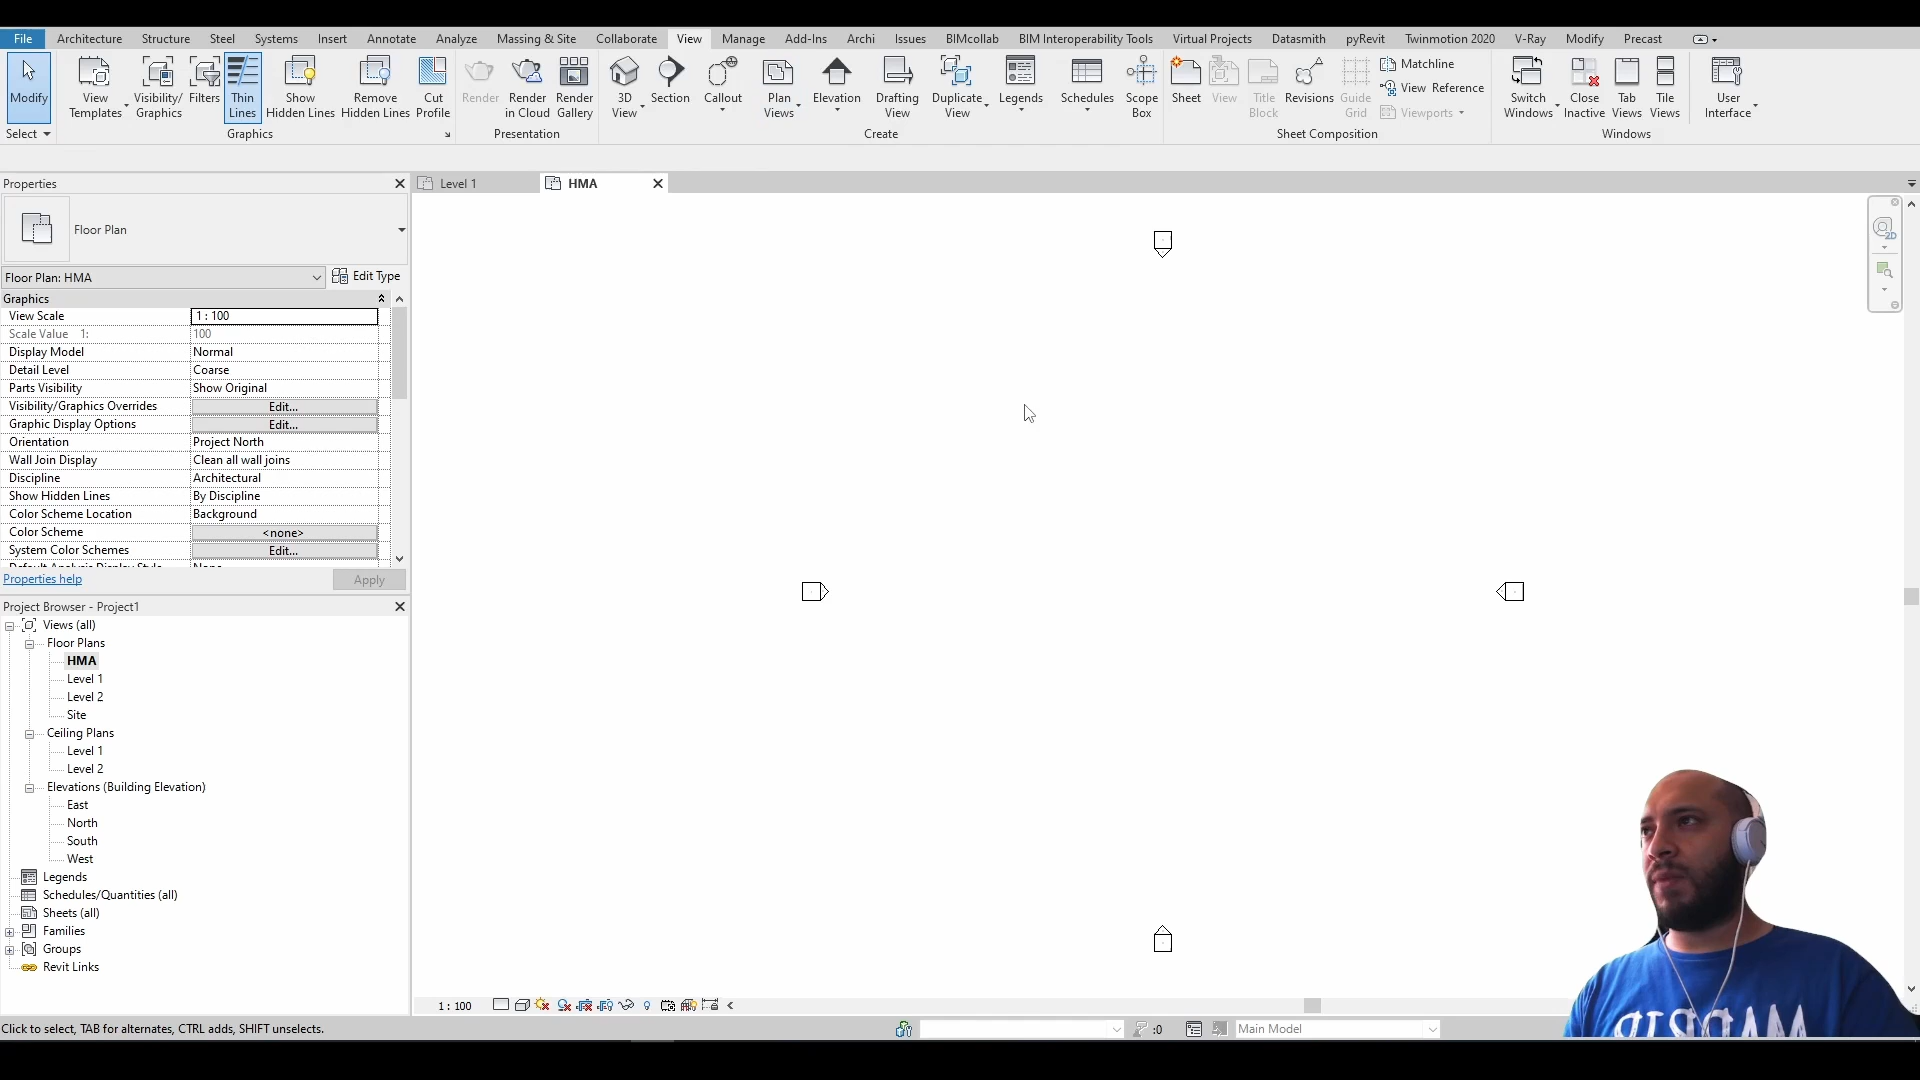 File Architecture Structure Steel Systems Insert Annotate Analyze Massing & Site Collaborate View Manage Add-Ins Archi Issues BIMcollab BIM Interoperability Tools Virtual Projects Datasmith pyRevit Twinmotion 2020 V-Ray Modify Precast
Modify
View Templates
Visibility/ Graphics
Filters
Thin Lines
Show Hidden Lines
Remove Hidden Lines
Cut Profile
Render
Render in Cloud
Render Gallery
3D View
Section
Callout
Plan Views
Elevation
Drafting View
Duplicate View
Legends
Schedules
Scope Box
Sheet
View
Title Block
Revisions
Guide Grid
Matchline
View Reference
Viewports
Switch Windows
Close Inactive
Tab Views
Tile Views
User Interface
Select Graphics Presentation Create Sheet Composition Windows
Properties
Level 1 HMA
Floor Plan
Floor Plan: HMA Edit Type
Graphics
View Scale 1 : 100
Scale Value 1: 100
Display Model Normal
Detail Level Coarse
Parts Visibility Show Original
Visibility/Graphics Overrides Edit...
Graphic Display Options Edit...
Orientation Project North
Wall Join Display Clean all wall joins
Discipline Architectural
Show Hidden Lines By Discipline
Color Scheme Location Background
Color Scheme <none>
System Color Schemes Edit...
Default Analysis Display Style None
Properties help Apply
Project Browser - Project1
Views (all)
Floor Plans
HMA
Level 1
Level 2
Site
Ceiling Plans
Level 1
Level 2
Elevations (Building Elevation)
East
North
South
West
Legends
Schedules/Quantities (all)
Sheets (all)
Families
Groups
Revit Links
1 : 100
Click to select, TAB for alternates, CTRL adds, SHIFT unselects.
:0
Main Model
2D
MADRID